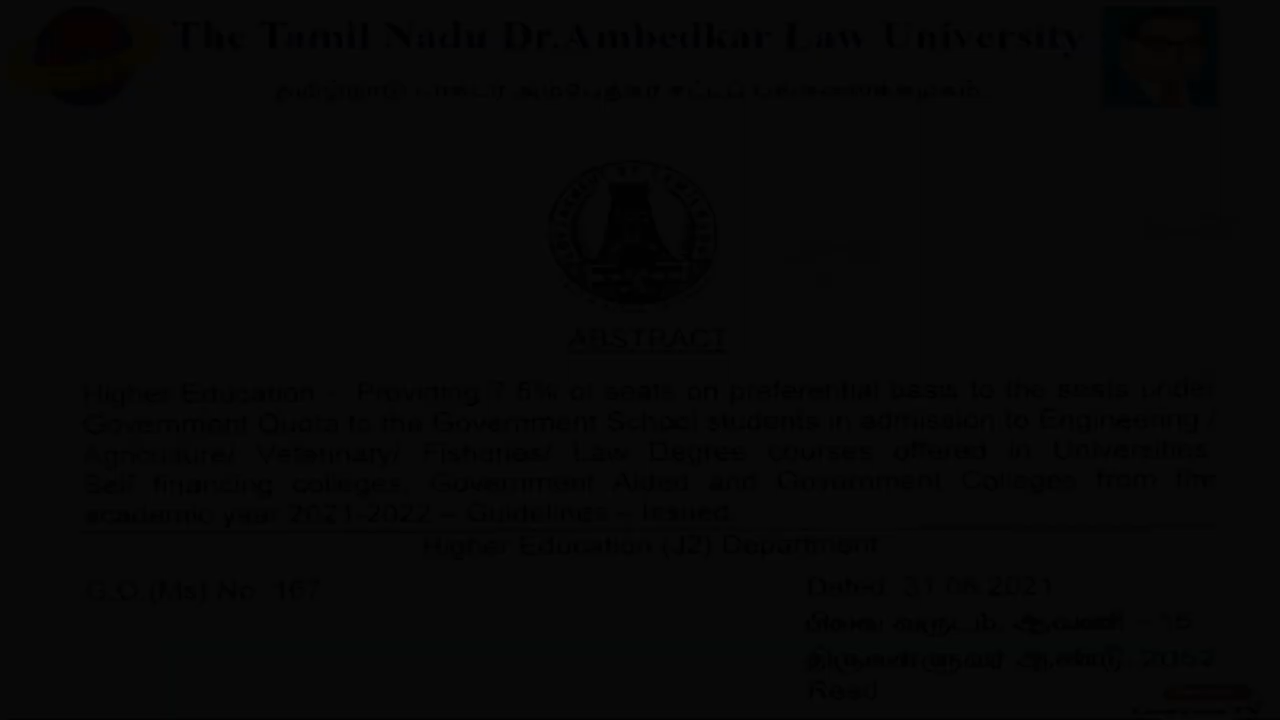 The Tamil Nadu Dr.Ambedkar Law University
ABSTRACT
Higher Education - Providing 7.5% of seats on preferential basis to the seats under
Government Quota to the Government School students in admission to Engineering /
Agriculture/ Veterinary/ Fisheries/ Law Degree courses offered in Universities,
Self financing colleges, Government Aided and Government Colleges from the
academic year 2021-2022 – Guidelines – Issued.
Higher Education (J2) Department
G.O.(Ms) No. 167
Dated 31.08.2021
Read